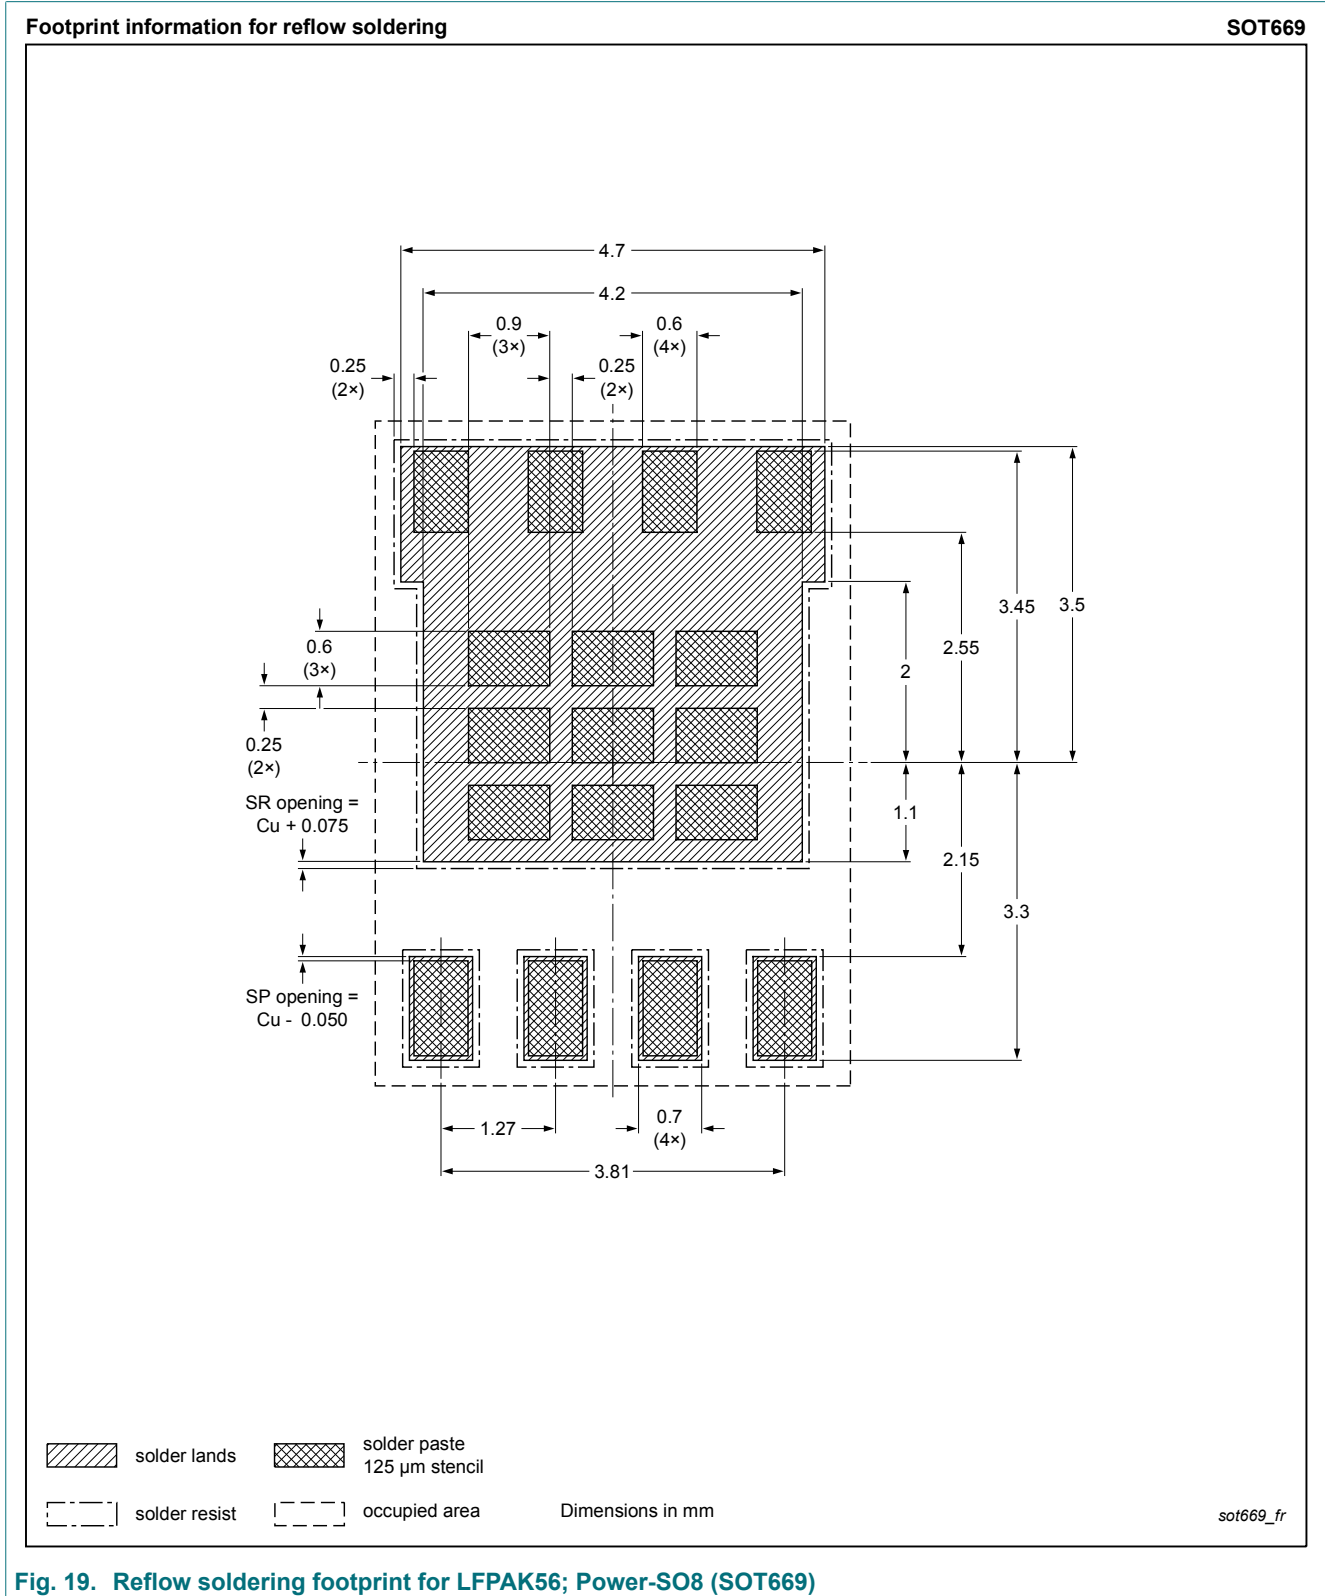 Footprint information for reflow soldering SOT669
4.7
4.2
0.9
(3×)
0.6
(4×)
0.25
(2×)
0.25
(2×)
3.45
3.5
2.55
2
0.6
(3×)
0.25
(2×)
SR opening =
Cu + 0.075
1.1
2.15
3.3
SP opening =
Cu - 0.050
1.27
0.7
(4×)
3.81
solder lands
solder paste
125 µm stencil
solder resist
occupied area
Dimensions in mm
sot669_fr
Fig. 19. Reflow soldering footprint for LFPAK56; Power-SO8 (SOT669)